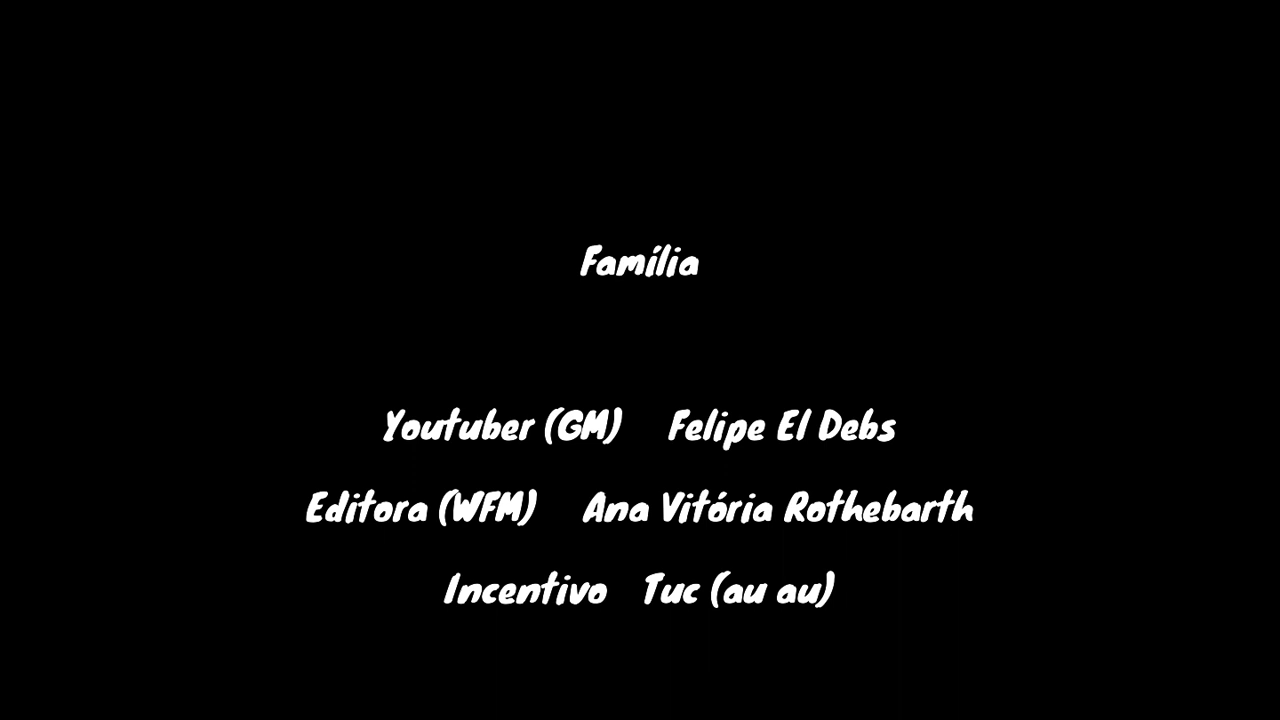 Família
Youtuber (GM) Felipe El Debs
Editora (WFM) Ana Vitória Rothebarth
Incentivo Tuc (au au)